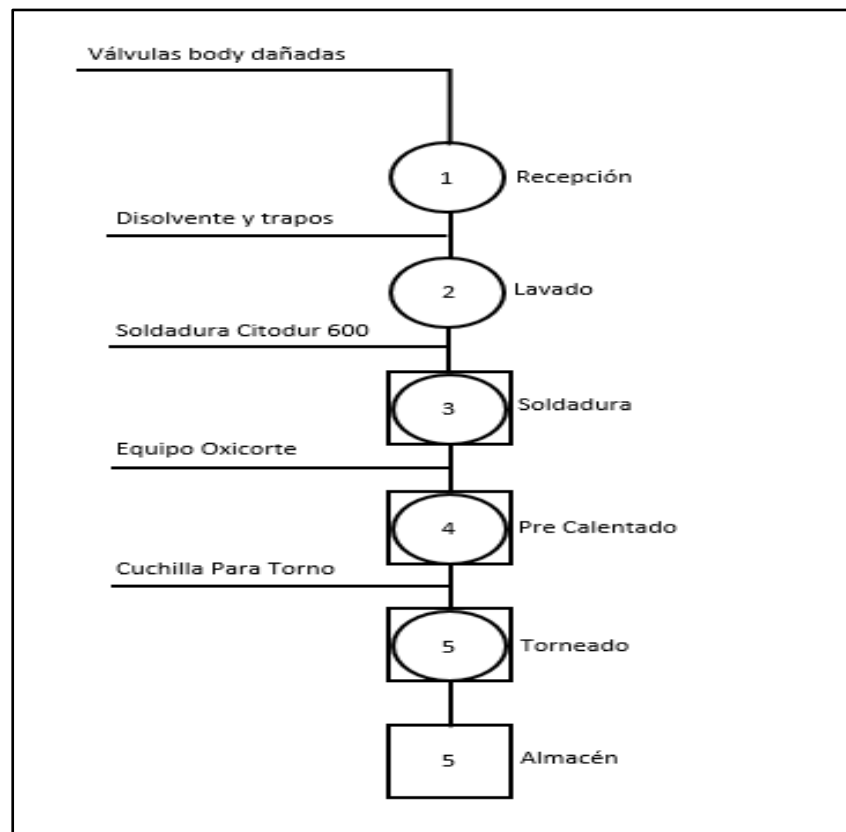 Válvulas body dañadas
1 Recepción
Disolvente y trapos
2 Lavado
Soldadura Citodur 600
3 Soldadura
Equipo Oxicorte
4 Pre Calentado
Cuchilla Para Torno
5 Torneado
5 Almacén